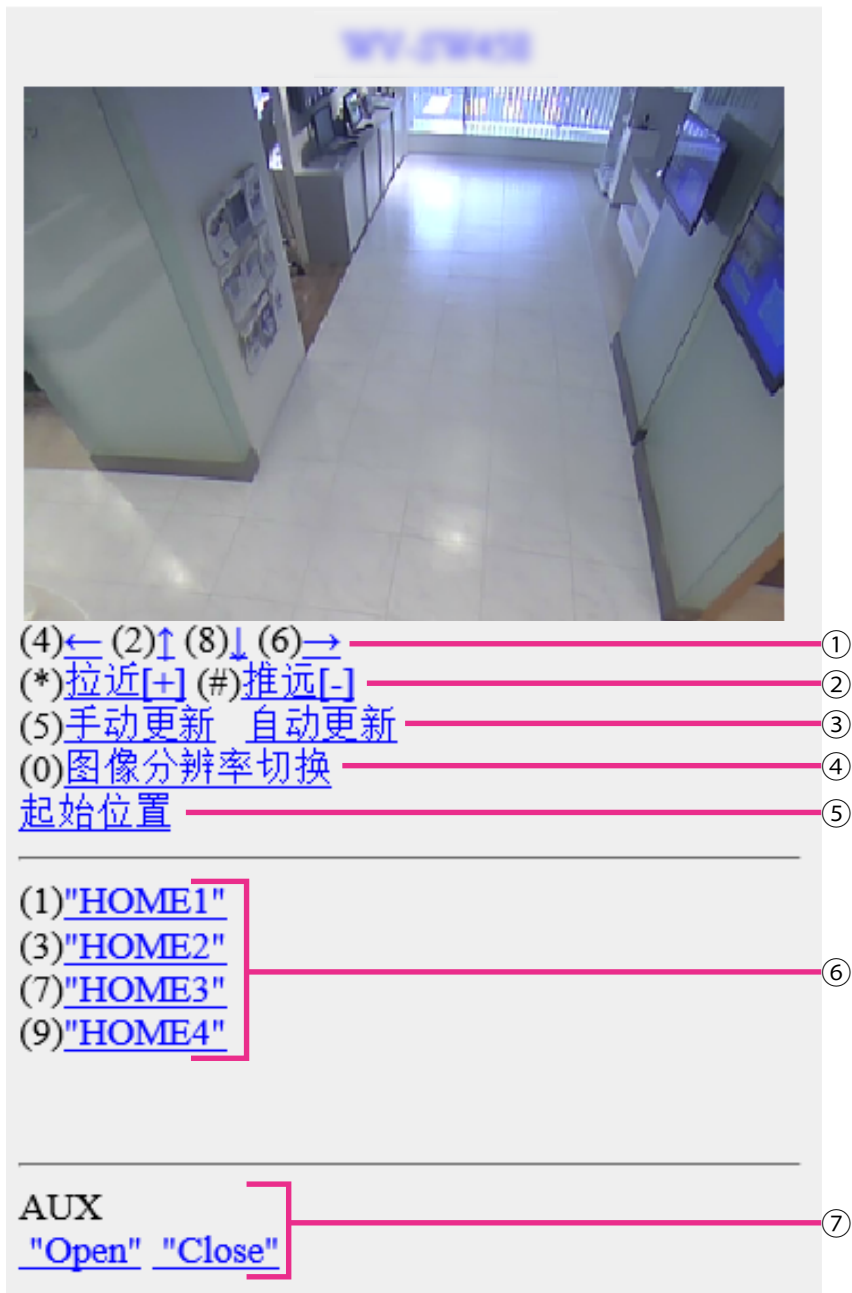 (4)← (2)↑ (8)↓ (6)→ ①
(*)拉近[+] (#)推远[-] ②
(5)手动更新 自动更新 ③
(0)图像分辨率切换 ④
起始位置 ⑤
(1)"HOME1"
(3)"HOME2"
⑥
(7)"HOME3"
(9)"HOME4"
AUX
⑦
"Open" "Close"